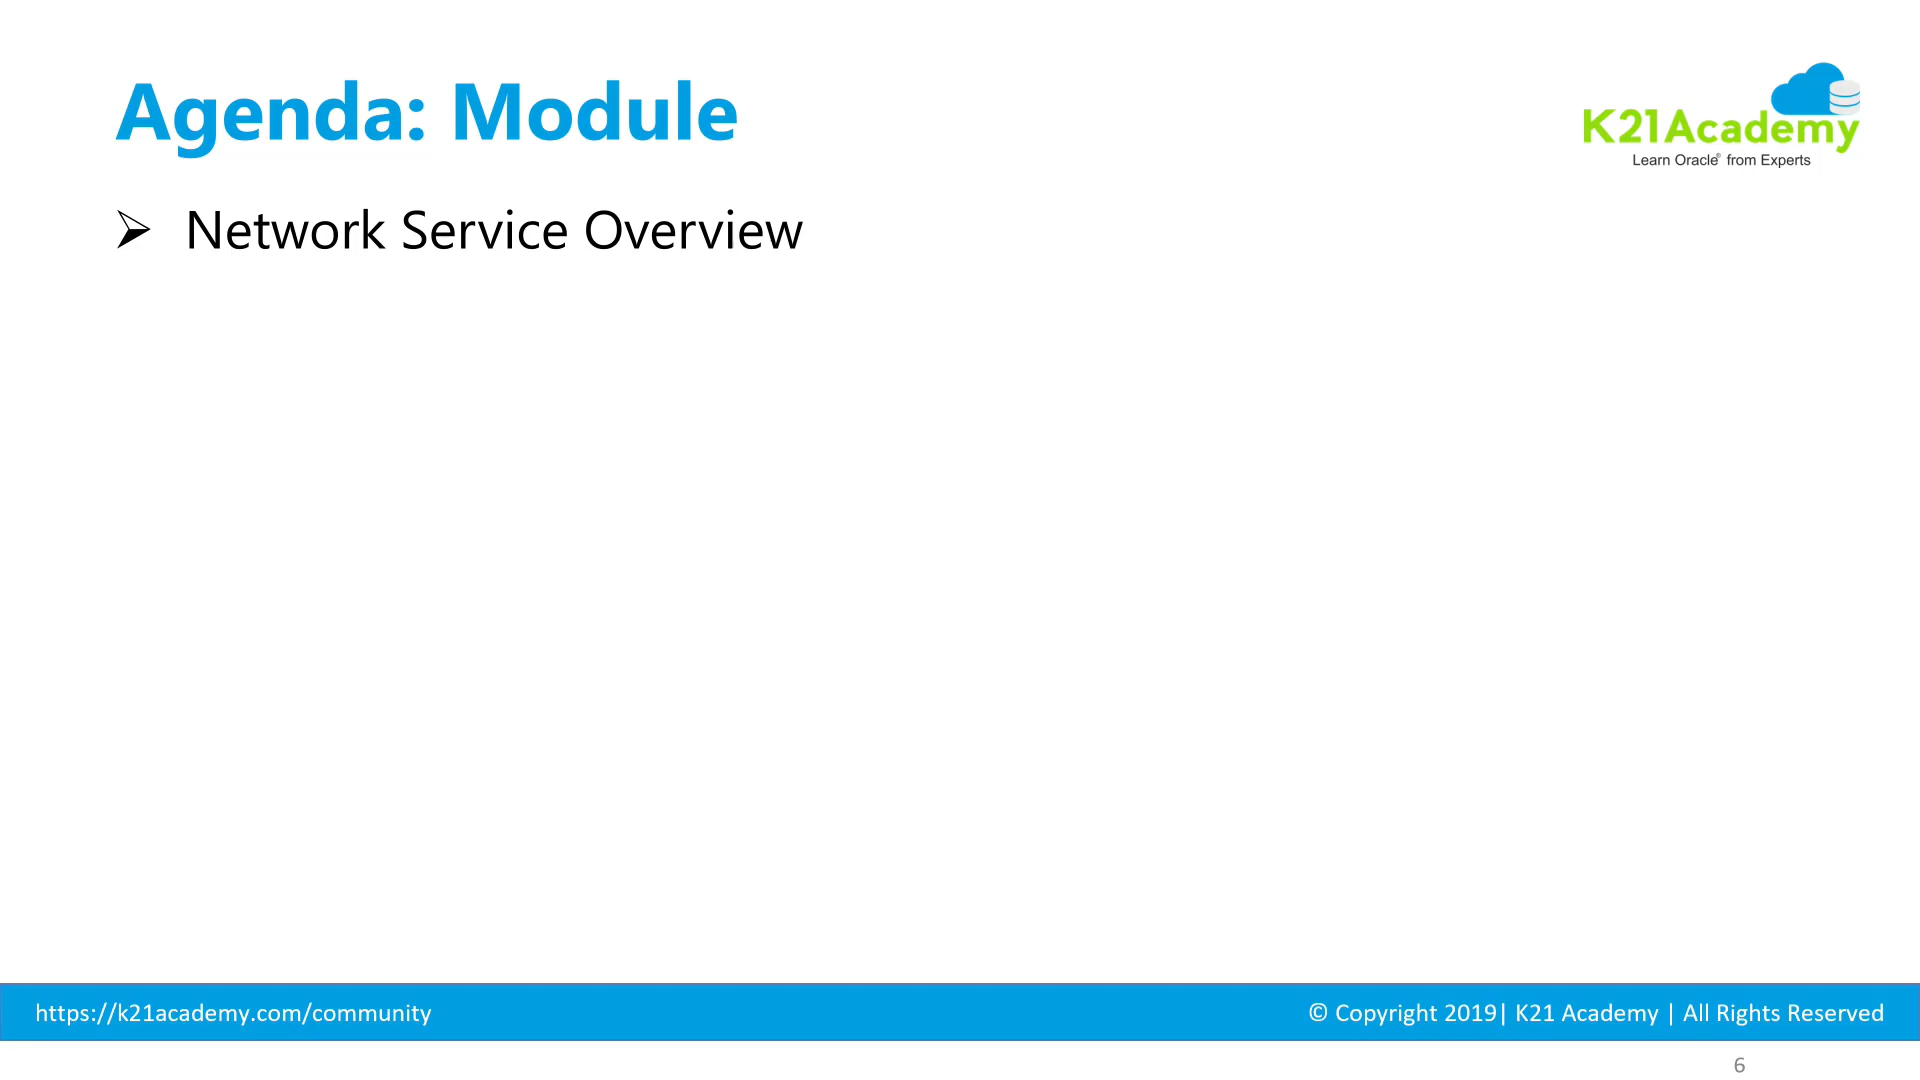 Agenda: Module
K21Academy
Learn Oracle® from Experts
➢ Network Service Overview
https://k21academy.com/community
© Copyright 2019| K21 Academy | All Rights Reserved
6